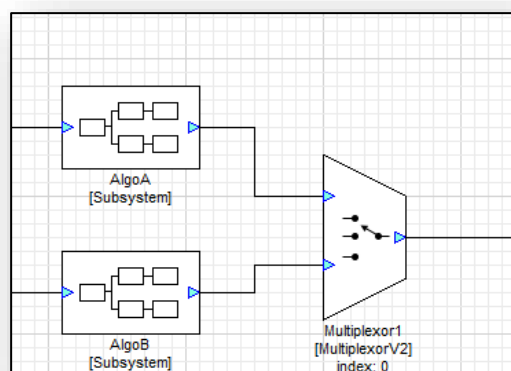 AlgoA
[Subsystem]
AlgoB
[Subsystem]
Multiplexor1
[MultiplexorV2]
index: 0